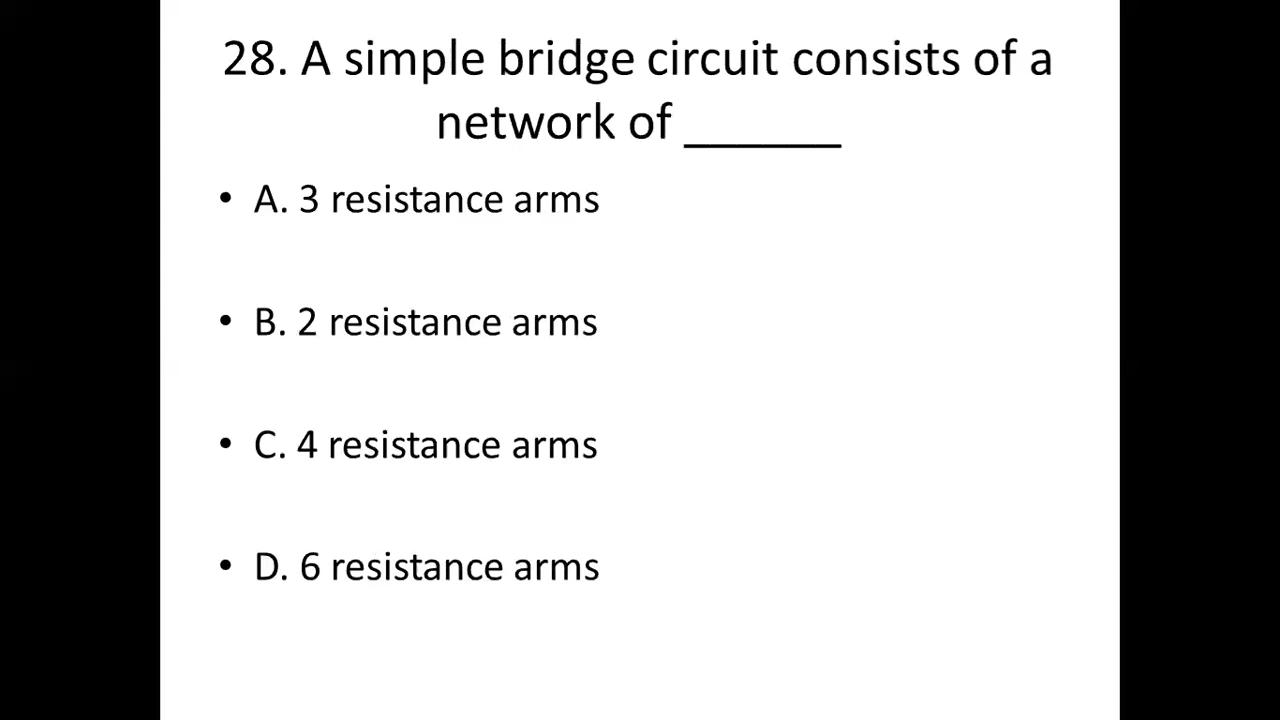 28. A simple bridge circuit consists of a
network of ______
• A. 3 resistance arms
• B. 2 resistance arms
• C. 4 resistance arms
• D. 6 resistance arms